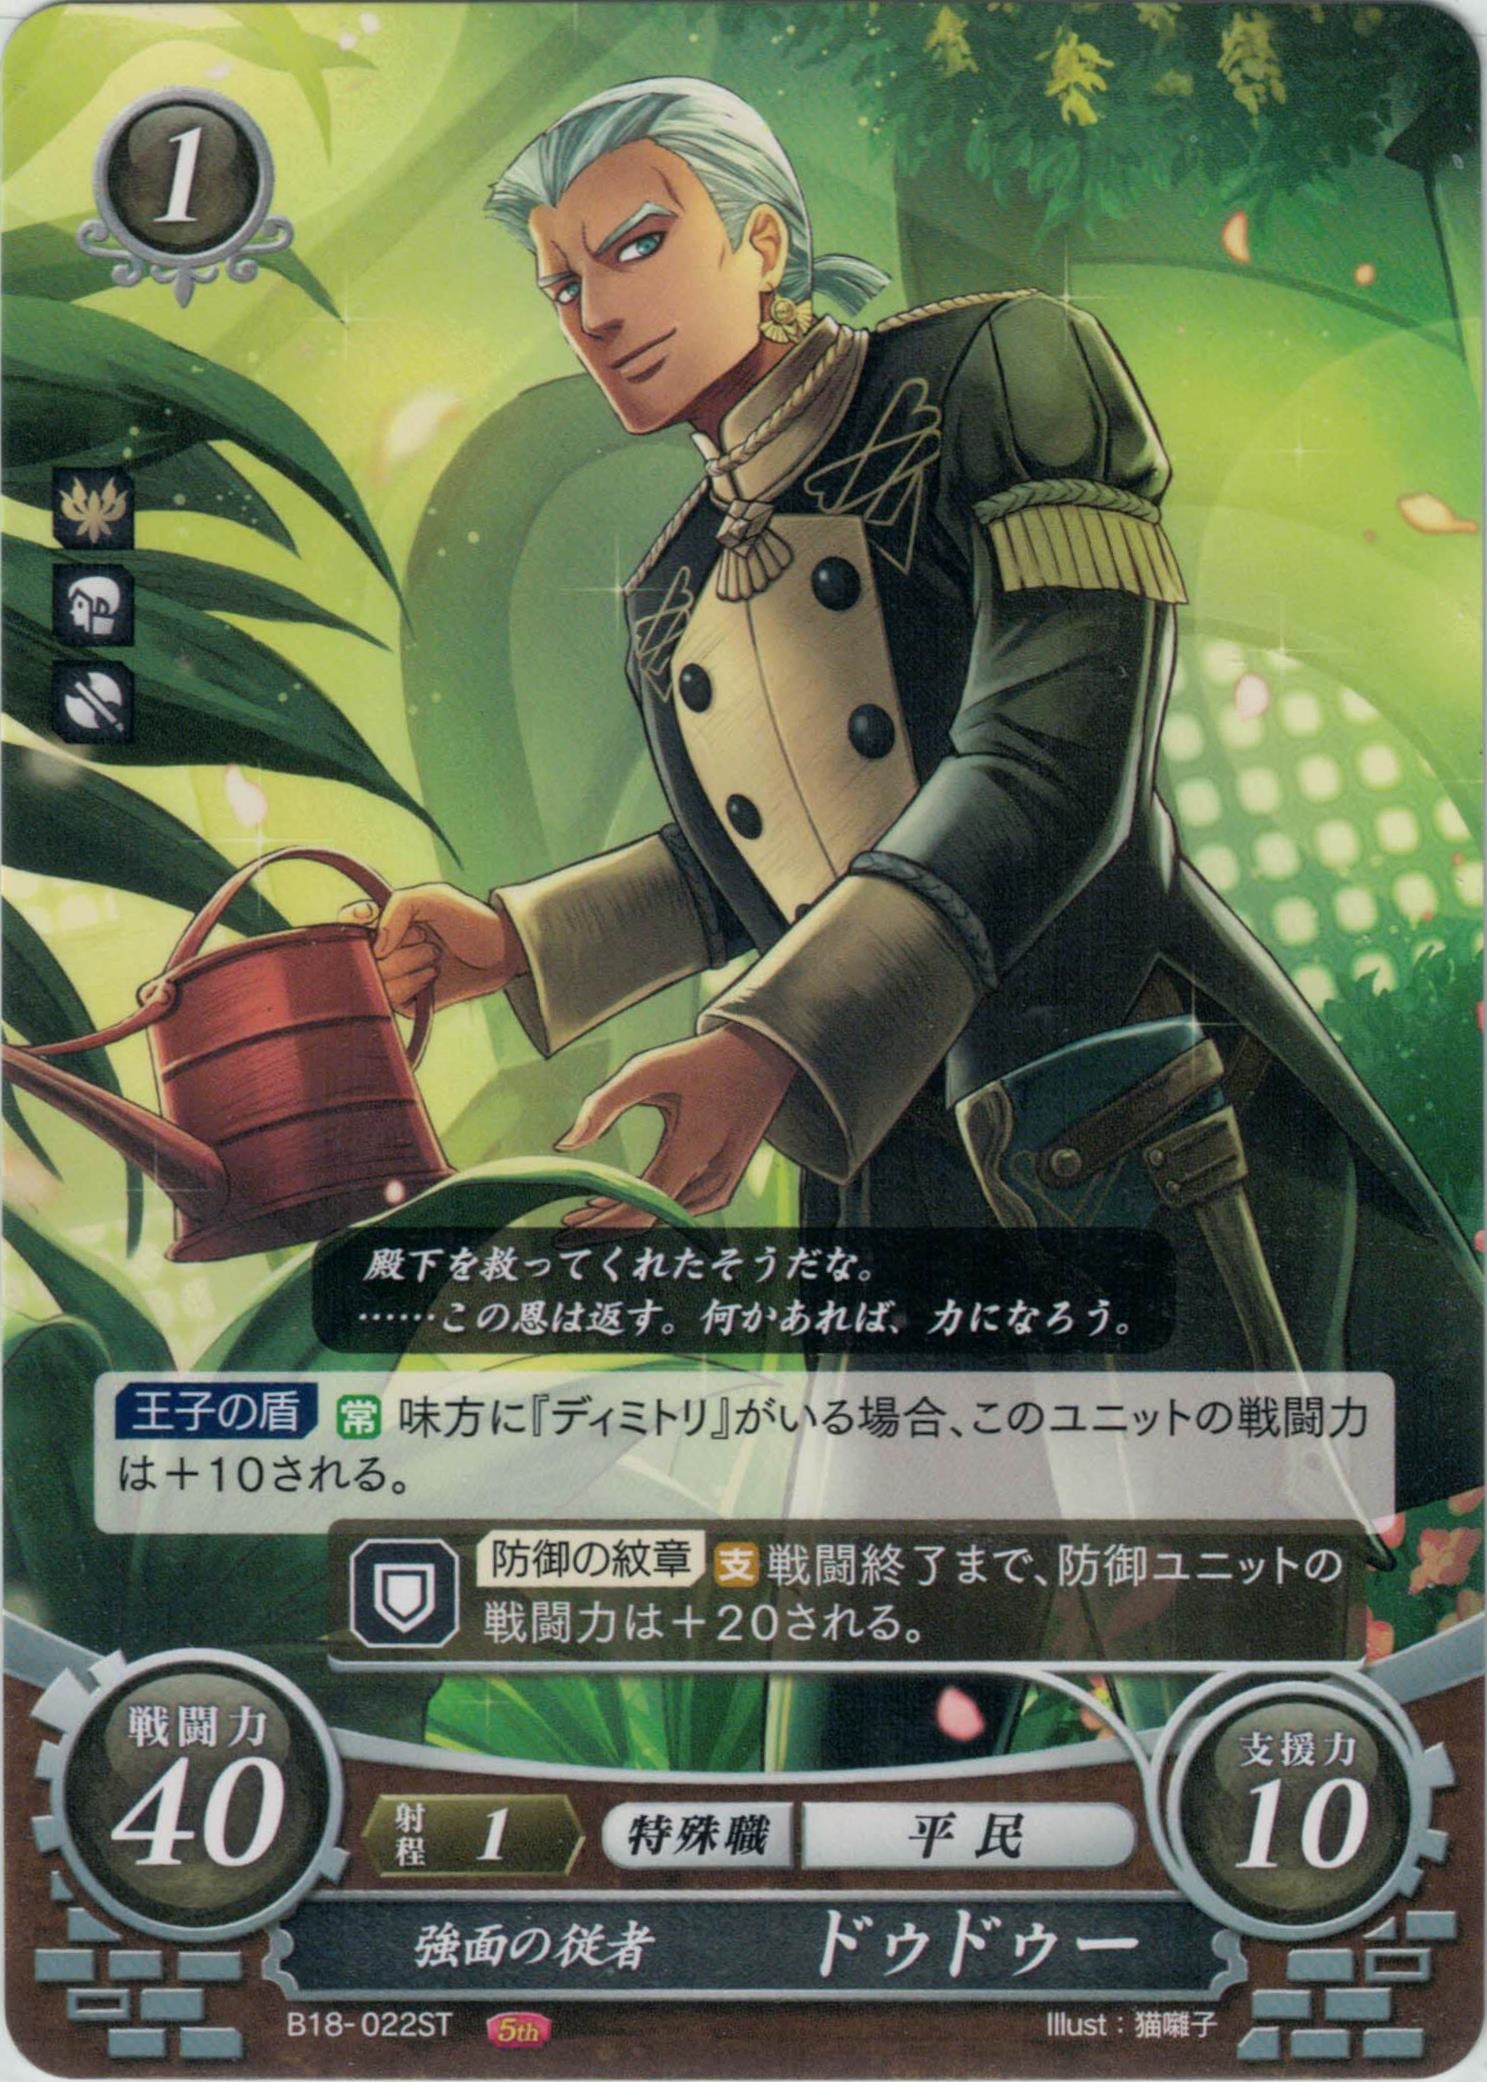 1
殿下を救ってくれたそうだな。
……この恩は返す。何かあれば、力になろう。
王子の盾 常 味方に『ディミトリ』がいる場合、このユニットの戦闘力
は＋10される。
防御の紋章 支 戦闘終了まで、防御ユニットの
戦闘力は＋20される。
戦闘力
40
射程 1
特殊職 平民
支援力
10
強面の従者 ドゥドゥー
B18-022ST 5th Illust：猫囃子